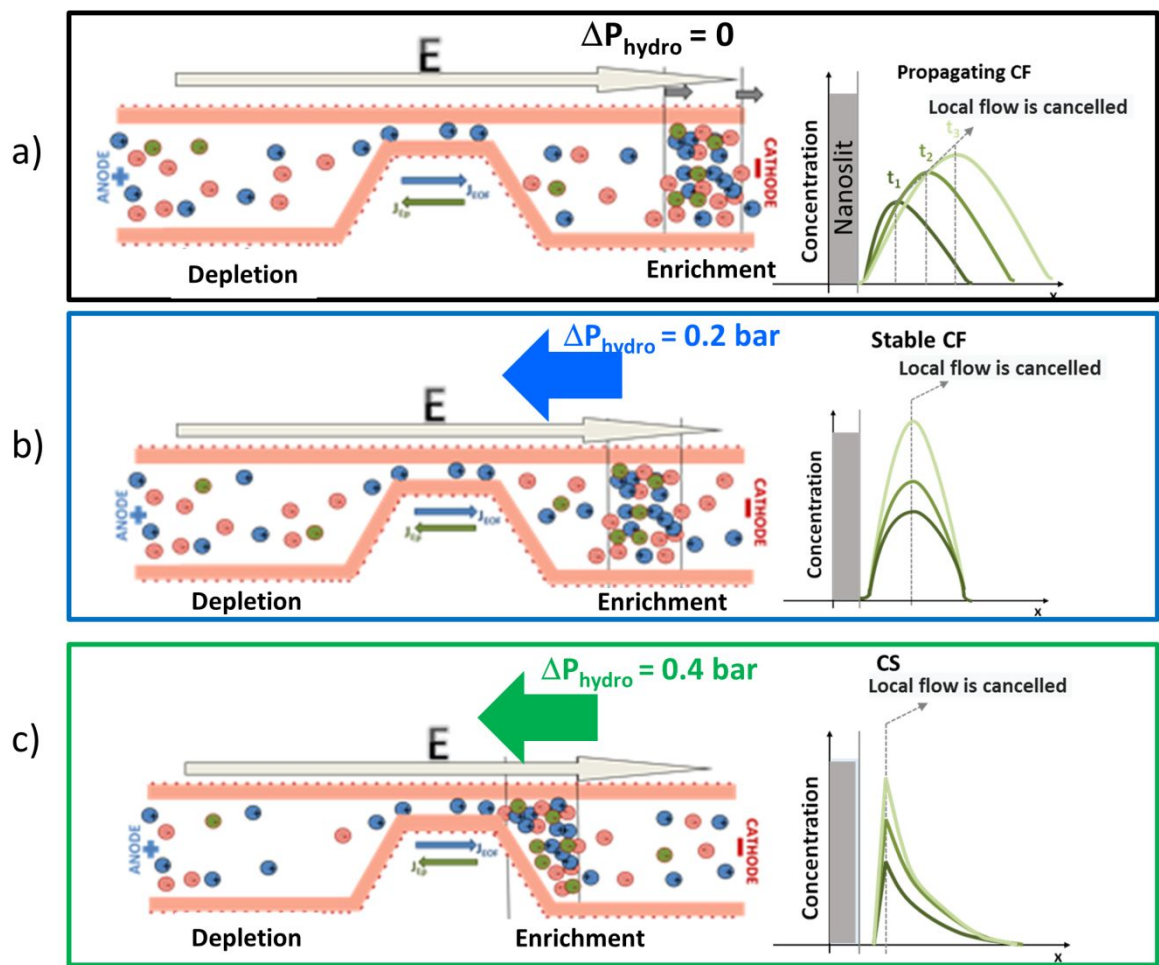 a)
ΔPhydro = 0
E
ANODE
+
JEOF
JEp
CATHODE
Depletion
Enrichment
Propagating CF
Local flow is cancelled
t3
t2
t1
Concentration
Nanoslit
x
b)
ΔPhydro = 0.2 bar
E
ANODE
+
JEOF
JEp
CATHODE
Depletion
Enrichment
Stable CF
Local flow is cancelled
Concentration
x
c)
ΔPhydro = 0.4 bar
E
ANODE
+
JEOF
JEp
CATHODE
Depletion
Enrichment
CS
Local flow is cancelled
Concentration
x